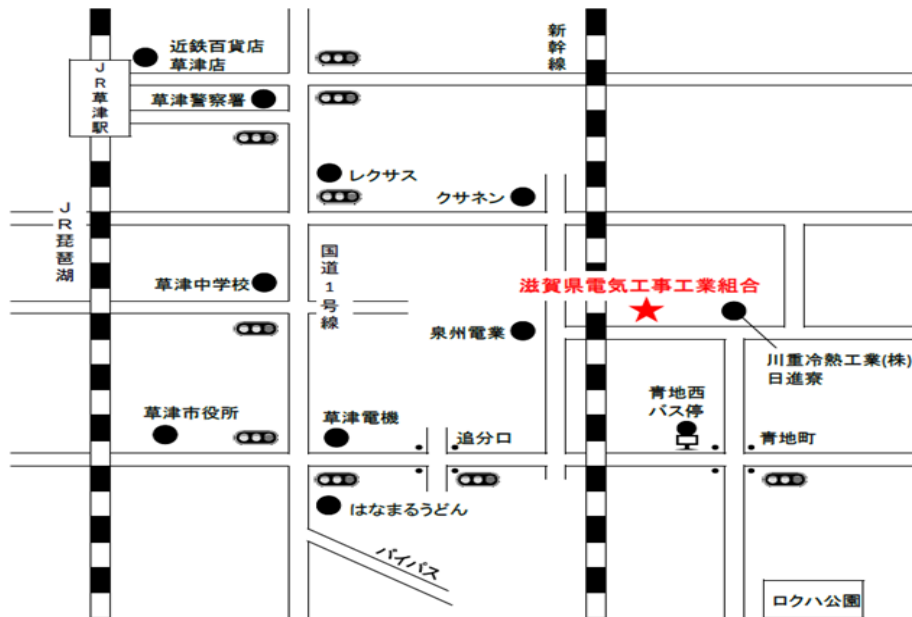 近鉄百貨店
草津店
新幹線
JR草津駅
草津警察署
レクサス
クサネン
JR琵琶湖
国道1号線
草津中学校
滋賀県電気工事工業組合
泉州電業
川重冷熱工業(株)
日進寮
青地西
バス停
草津市役所
草津電機
追分口
青地町
はなまるうどん
バイパス
ロクハ公園